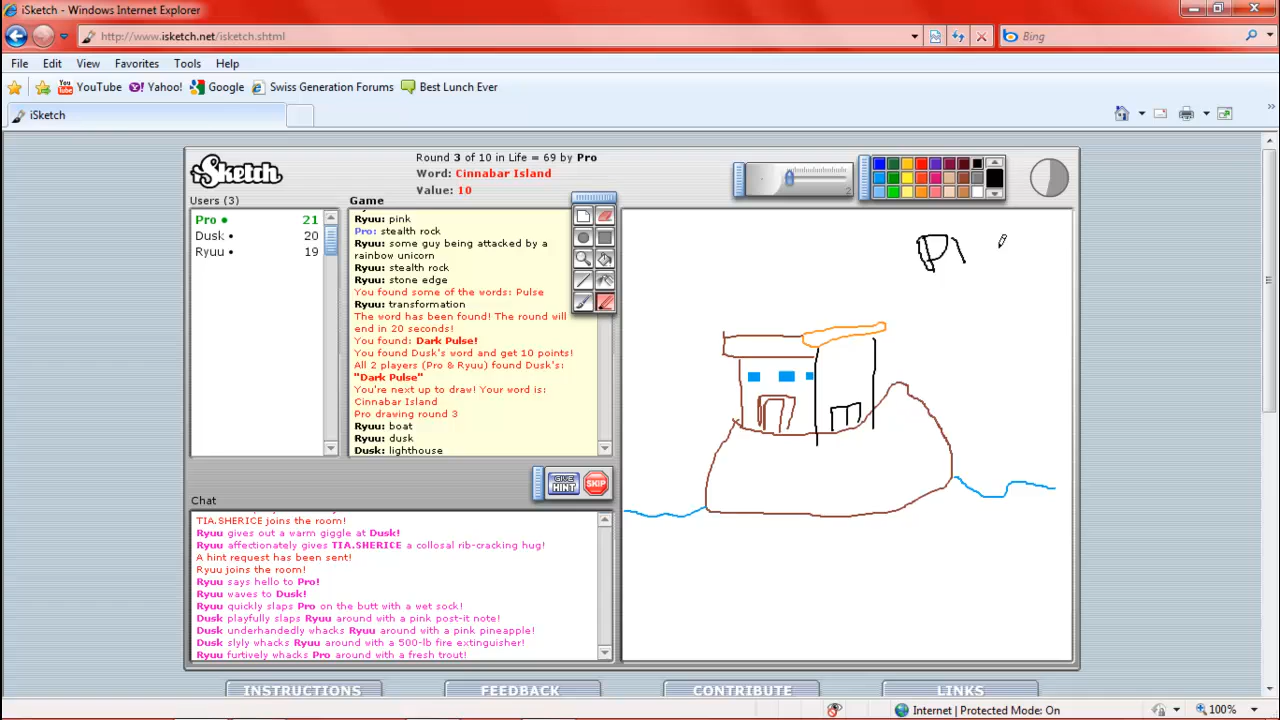 iSketch - Windows Internet Explorer
http://www.isketch.net/isketch.shtml
Bing
File Edit View Favorites Tools Help
YouTube Yahoo! Google Swiss Generation Forums Best Lunch Ever
iSketch
iSketch
Round 3 of 10 in Life = 69 by Pro
Word: Cinnabar Island
Value: 10
2
Users (3)
Pro • 21
Dusk • 20
Ryuu • 19
Game
Ryuu: pink
Pro: stealth rock
Ryuu: some guy being attacked by a
rainbow unicorn
Ryuu: stealth rock
Ryuu: stone edge
You found some of the words: Pulse
Ryuu: transformation
The word has been found! The round will
end in 20 seconds!
You found: Dark Pulse!
You found Dusk's word and get 10 points!
All 2 players (Pro & Ryuu) found Dusk's:
"Dark Pulse"
You're next up to draw! Your word is:
Cinnabar Island
Pro drawing round 3
Ryuu: boat
Ryuu: dusk
Dusk: lighthouse
GIVE HINT
SKIP
Chat
TIA.SHERICE joins the room!
Ryuu gives out a warm giggle at Dusk!
Ryuu affectionately gives TIA.SHERICE a collosal rib-cracking hug!
A hint request has been sent!
Ryuu joins the room!
Ryuu says hello to Pro!
Ryuu waves to Dusk!
Ryuu quickly slaps Pro on the butt with a wet sock!
Dusk playfully slaps Ryuu around with a pink post-it note!
Dusk underhandedly whacks Ryuu around with a pink pineapple!
Dusk slyly whacks Ryuu around with a 500-lb fire extinguisher!
Ryuu furtively whacks Pro around with a fresh trout!
INSTRUCTIONS FEEDBACK CONTRIBUTE LINKS
Internet | Protected Mode: On
100%